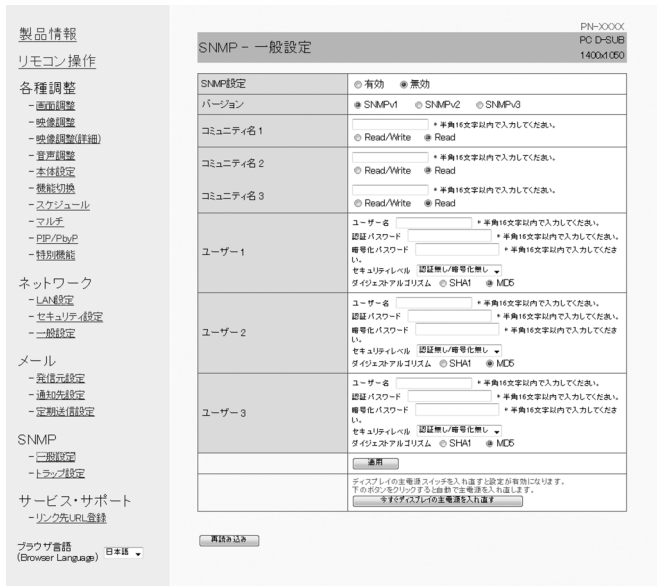 製品情報
リモコン操作
各種調整
- 画面調整
- 映像調整
- 映像調整(詳細)
- 音声調整
- 本体設定
- 機能切換
- スケジュール
- マルチ
- PIP/PbyP
- 特別機能
ネットワーク
- LAN設定
- セキュリティ設定
- 一般設定
メール
- 発信元設定
- 通知先設定
- 定期送信設定
SNMP
- 一般設定
- トラップ設定
サービス・サポート
- リンク先URL登録
ブラウザ言語
(Browser Language) 日本語
PN-XXXX
SNMP - 一般設定
PC D-SUB
1400x1050
SNMP設定 有効 無効
バージョン SNMPv1 SNMPv2 SNMPv3
コミュニティ名 1
* 半角16文字以内で入力してください。
Read/Write Read
コミュニティ名 2
* 半角16文字以内で入力してください。
Read/Write Read
コミュニティ名 3
* 半角16文字以内で入力してください。
Read/Write Read
ユーザー 1
ユーザー名 * 半角16文字以内で入力してください。
認証パスワード * 半角16文字以内で入力してください。
暗号化パスワード * 半角16文字以内で入力してくださ
い。
セキュリティレベル 認証無し/暗号化無し
ダイジェストアルゴリズム SHA1 MD5
ユーザー 2
ユーザー名 * 半角16文字以内で入力してください。
認証パスワード * 半角16文字以内で入力してください。
暗号化パスワード * 半角16文字以内で入力してくださ
い。
セキュリティレベル 認証無し/暗号化無し
ダイジェストアルゴリズム SHA1 MD5
ユーザー 3
ユーザー名 * 半角16文字以内で入力してください。
認証パスワード * 半角16文字以内で入力してください。
暗号化パスワード * 半角16文字以内で入力してくださ
い。
セキュリティレベル 認証無し/暗号化無し
ダイジェストアルゴリズム SHA1 MD5
適用
ディスプレイの主電源スイッチを入れ直すと設定が有効になります。
下のボタンをクリックすると自動で主電源を入れ直します。
今すぐディスプレイの主電源を入れ直す
再読み込み